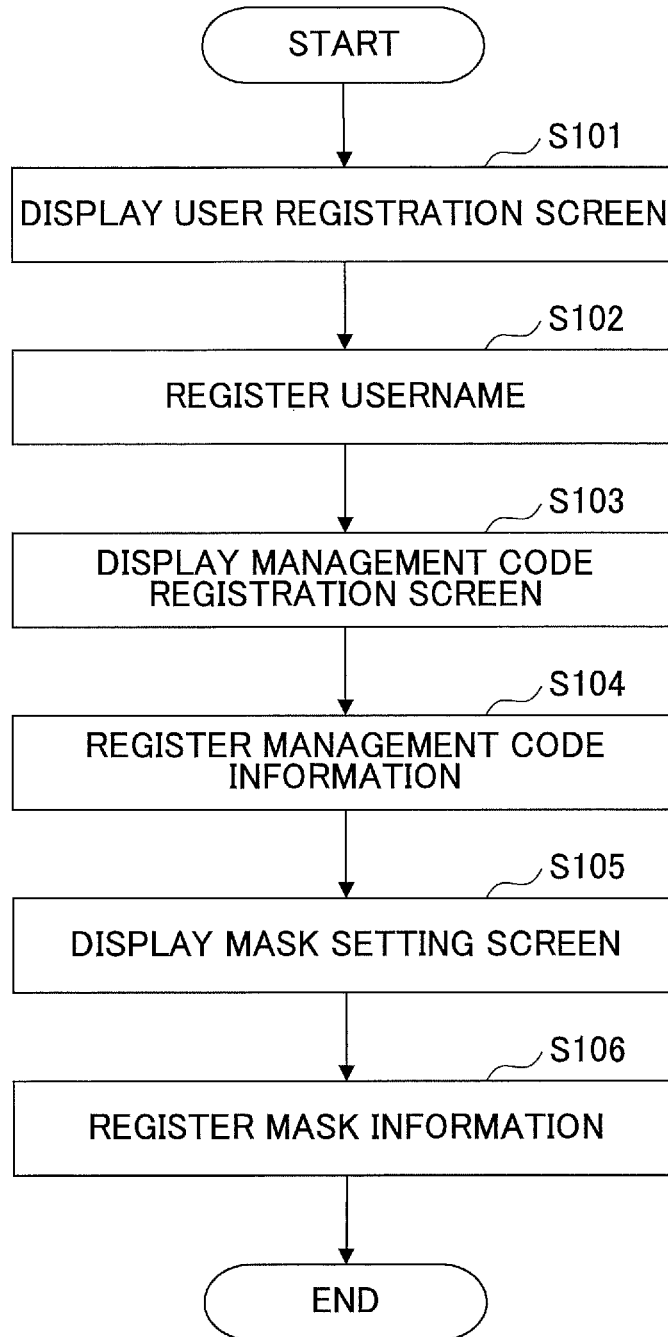 START
S101
DISPLAY USER REGISTRATION SCREEN
S102
REGISTER USERNAME
S103
DISPLAY MANAGEMENT CODE
REGISTRATION SCREEN
S104
REGISTER MANAGEMENT CODE
INFORMATION
S105
DISPLAY MASK SETTING SCREEN
S106
REGISTER MASK INFORMATION
END